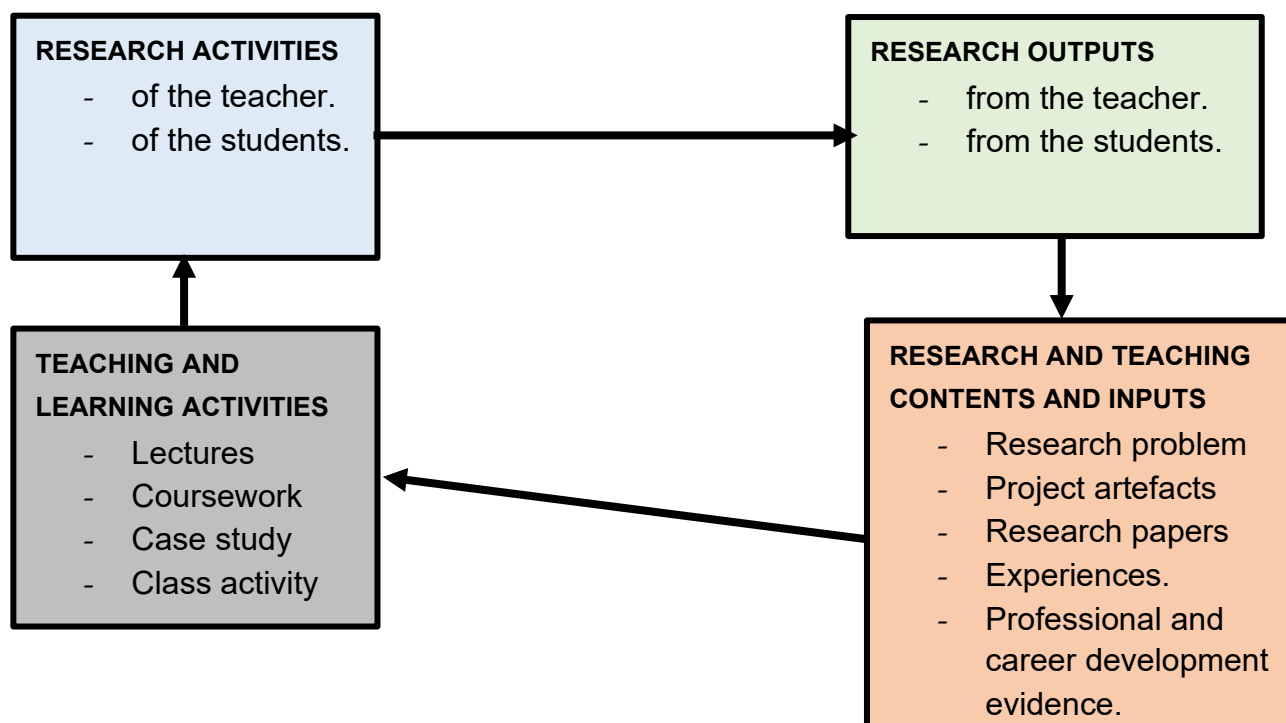 RESEARCH ACTIVITIES
- of the teacher.
- of the students.
RESEARCH OUTPUTS
- from the teacher.
- from the students.
TEACHING AND
LEARNING ACTIVITIES
- Lectures
- Coursework
- Case study
- Class activity
RESEARCH AND TEACHING
CONTENTS AND INPUTS
- Research problem
- Project artefacts
- Research papers
- Experiences.
- Professional and
career development
evidence.